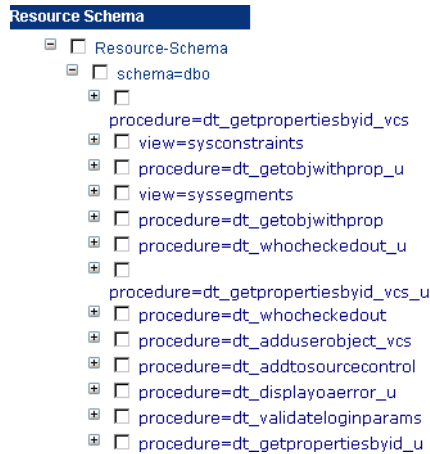 Resource Schema
Resource-Schema
schema=dbo
procedure=dt_getpropertiesbyid_vcs
view=sysconstraints
procedure=dt_getobjwithprop_u
view=syssegments
procedure=dt_getobjwithprop
procedure=dt_whocheckedout_u
procedure=dt_getpropertiesbyid_vcs_u
procedure=dt_whocheckedout
procedure=dt_adduserobject_vcs
procedure=dt_addtosourcecontrol
procedure=dt_displayoaerror_u
procedure=dt_validateloginparams
procedure=dt_getpropertiesbyid_u